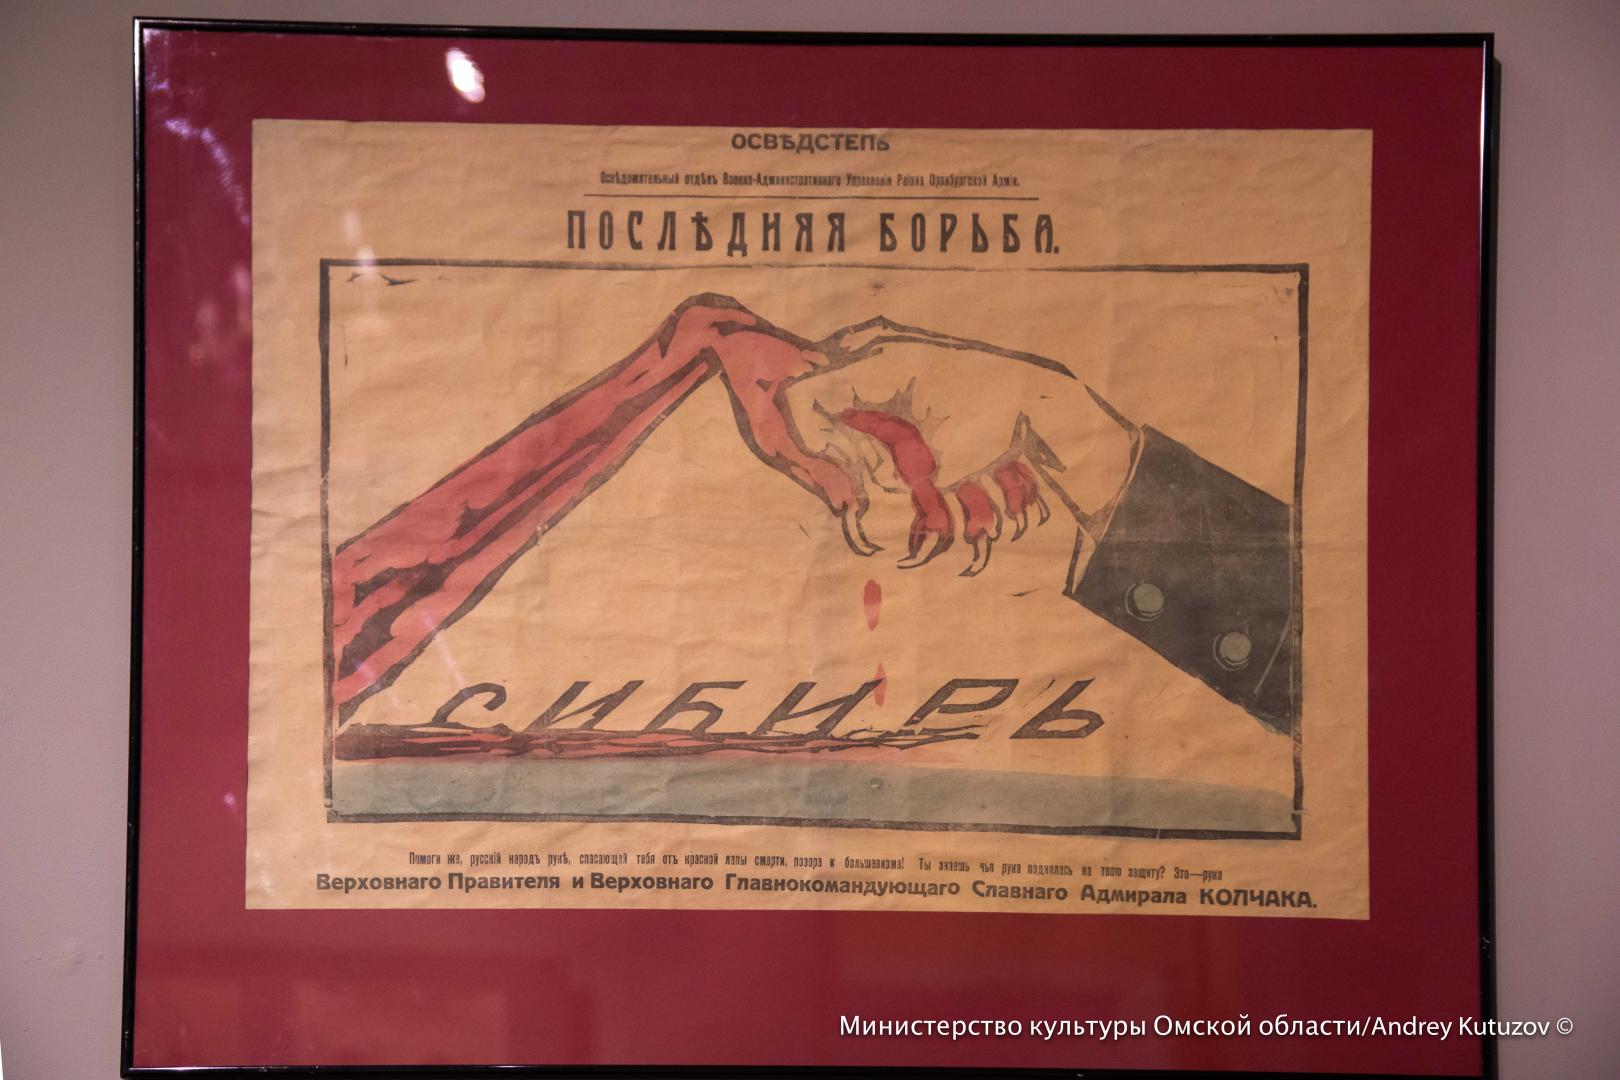 ОСВѢДСТЕПЬ
Освѣдомительный отдѣлъ Военно-Административнаго Управленія Раіона Оренбургской Арміи.
ПОСЛѢДНЯЯ БОРЬБА.
СИБИРЬ
Помоги же, русскій народъ рукѣ, спасающей тебя отъ красной лапы смерти, позора и большевизма! Ты знаешь чья рука поднялась на твою защиту? Это—рука
Верховнаго Правителя и Верховнаго Главнокомандующаго Славнаго Адмирала КОЛЧАКА.
Министерство культуры Омской области/Andrey Kutuzov ©